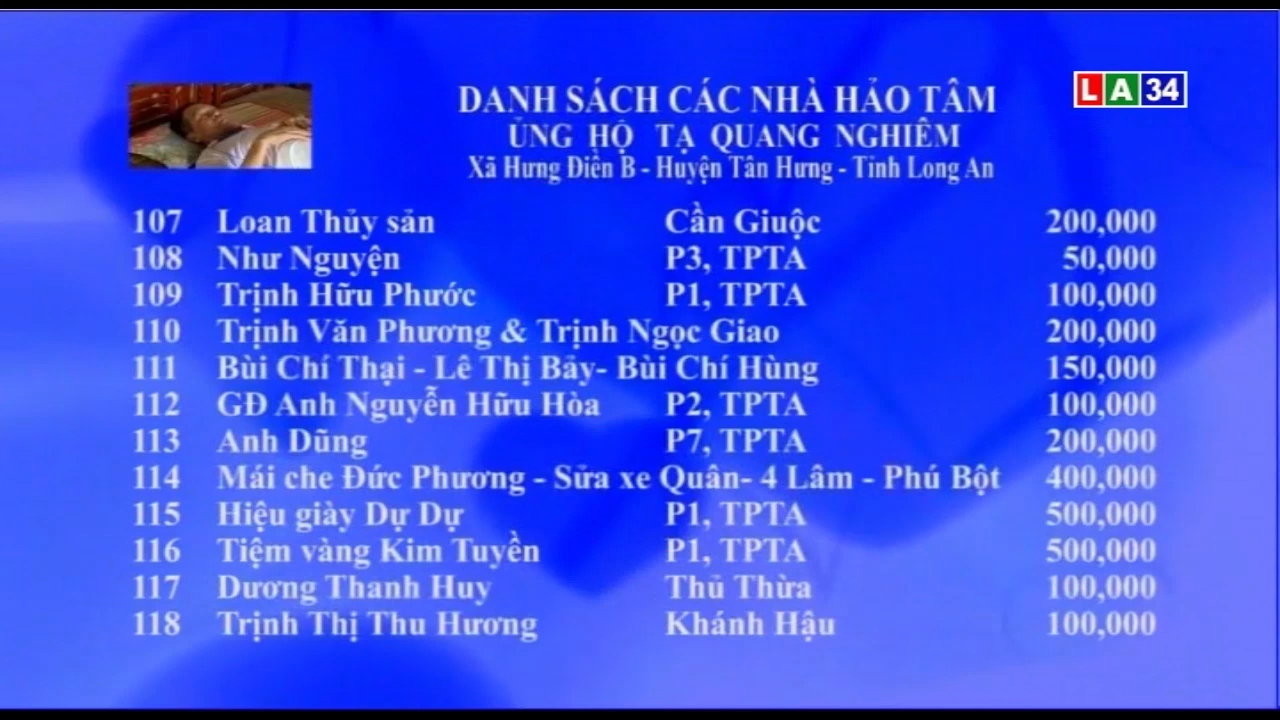 DANH SÁCH CÁC NHÀ HẢO TÂM
ỦNG HỘ TẠ QUANG NGHIÊM
Xã Hưng Điền B - Huyện Tân Hưng - Tỉnh Long An
LA34
107 Loan Thủy sản Cần Giuộc 200,000
108 Như Nguyện P3, TPTA 50,000
109 Trịnh Hữu Phước P1, TPTA 100,000
110 Trịnh Văn Phương & Trịnh Ngọc Giao 200,000
111 Bùi Chí Thại - Lê Thị Bảy- Bùi Chí Hùng 150,000
112 GĐ Anh Nguyễn Hữu Hòa P2, TPTA 100,000
113 Anh Dũng P7, TPTA 200,000
114 Mái che Đức Phương - Sửa xe Quân- 4 Lâm - Phú Bột 400,000
115 Hiệu giày Dự Dự P1, TPTA 500,000
116 Tiệm vàng Kim Tuyền P1, TPTA 500,000
117 Dương Thanh Huy Thủ Thừa 100,000
118 Trịnh Thị Thu Hương Khánh Hậu 100,000